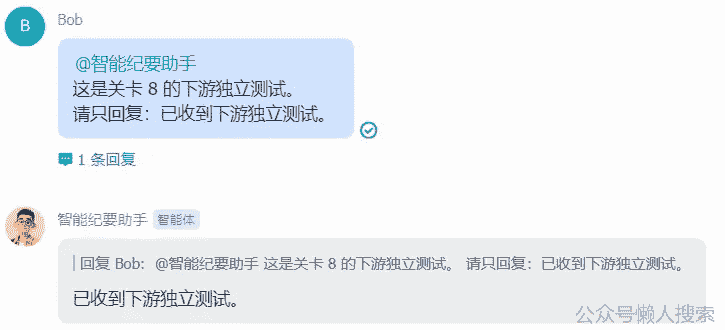 B
Bob
@智能纪要助手
这是关卡 8 的下游独立测试。
请只回复：已收到下游独立测试。
1 条回复
智能纪要助手 智能体
| 回复 Bob：@智能纪要助手 这是关卡 8 的下游独立测试。 请只回复：已收到下游独立测试。
已收到下游独立测试。
公众号懒人搜索